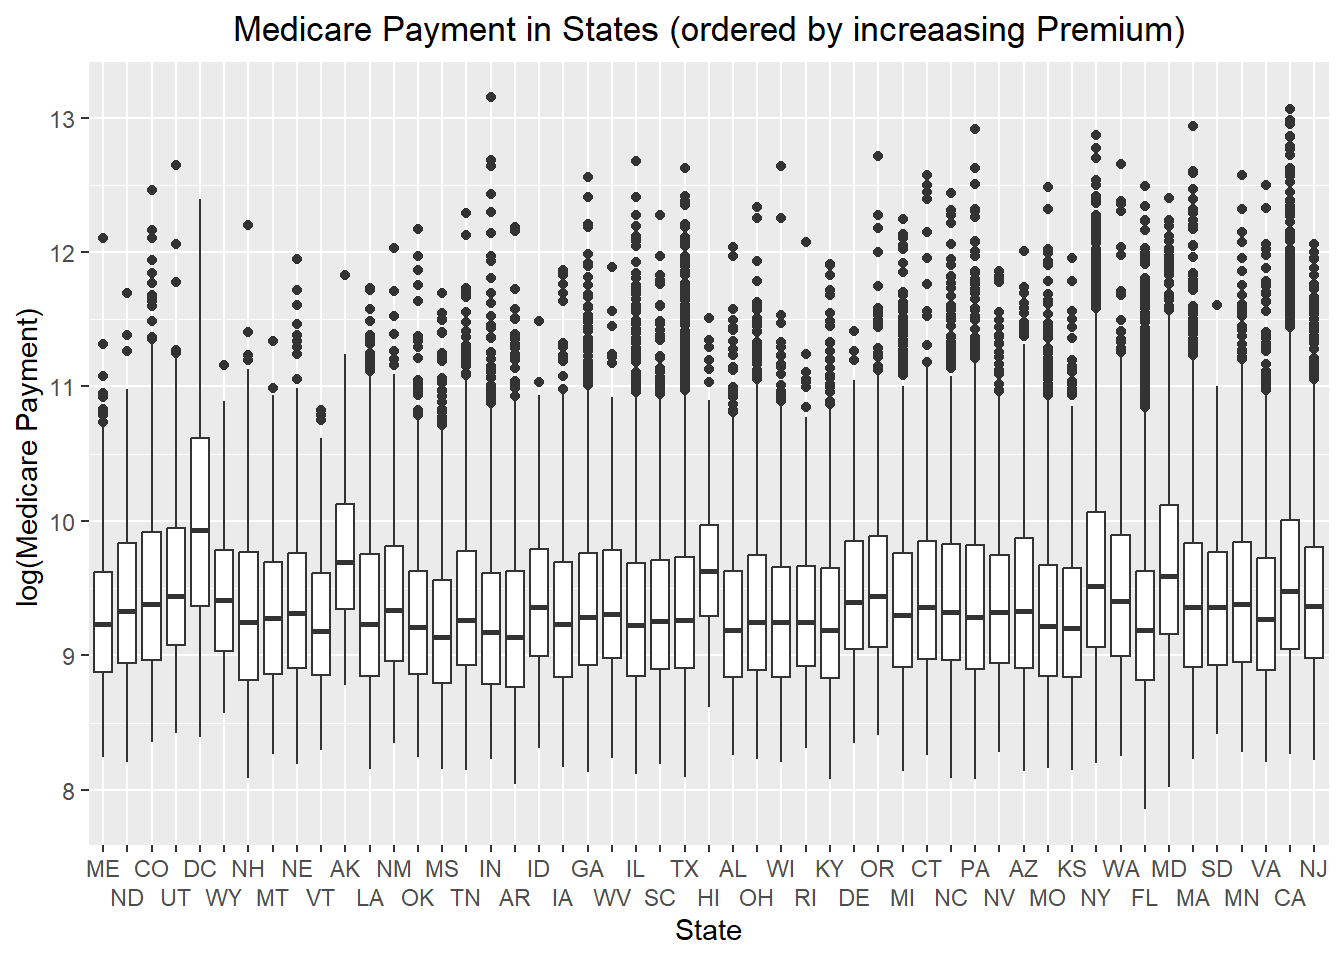 Medicare Payment in States (ordered by increaasing Premium)
log(Medicare Payment)
13
12
11
10
9
8
ME CO DC NH NE AK NM MS IN ID GA IL TX AL WI KY OR CT PA AZ KS WA MD SD VA NJ
ND UT WY MT VT LA OK TN AR IA WV SC HI OH RI DE MI NC NV MO NY FL MA MN CA
State